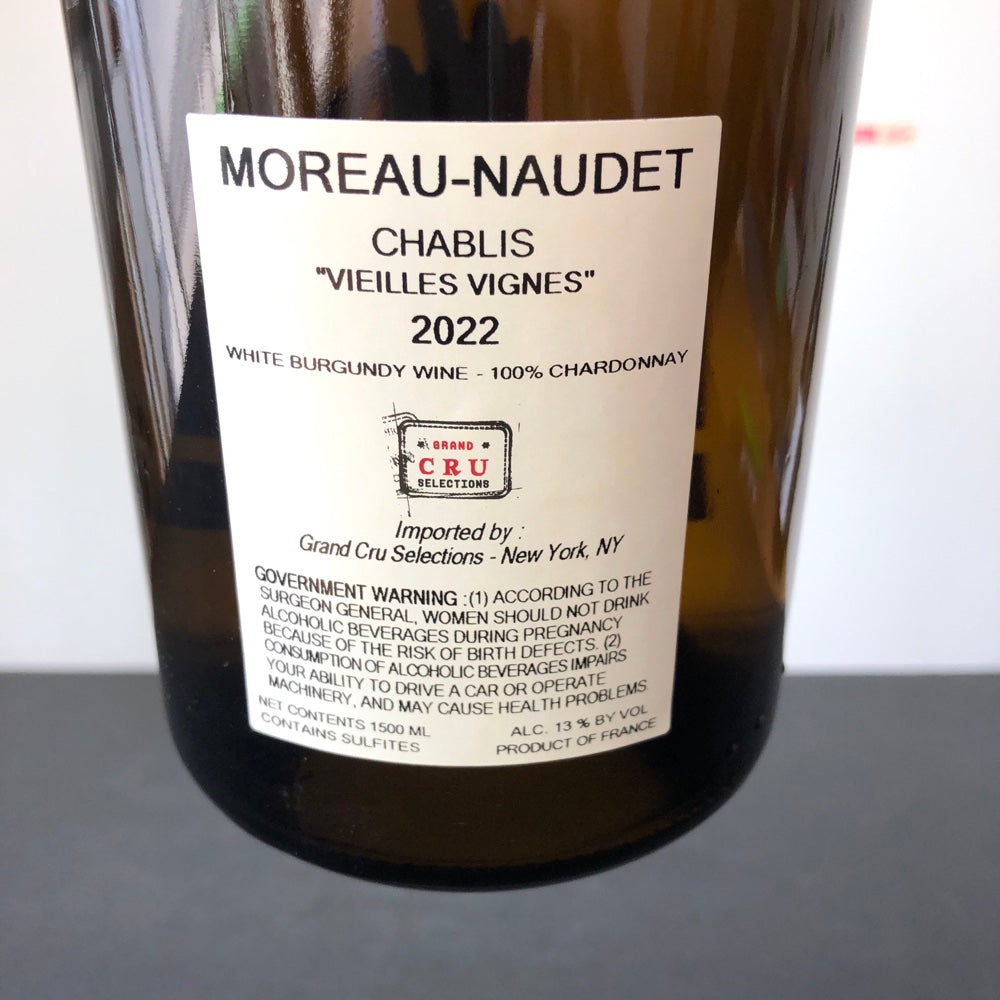 MOREAU-NAUDET
CHABLIS
"VIEILLES VIGNES"
2022
WHITE BURGUNDY WINE - 100% CHARDONNAY
GRAND
CRU
SELECTIONS
Imported by :
Grand Cru Selections - New York, NY
GOVERNMENT WARNING :(1) ACCORDING TO THE
SURGEON GENERAL, WOMEN SHOULD NOT DRINK
ALCOHOLIC BEVERAGES DURING PREGNANCY
BECAUSE OF THE RISK OF BIRTH DEFECTS. (2)
CONSUMPTION OF ALCOHOLIC BEVERAGES IMPAIRS
YOUR ABILITY TO DRIVE A CAR OR OPERATE
MACHINERY, AND MAY CAUSE HEALTH PROBLEMS.
NET CONTENTS 1500 ML
CONTAINS SULFITES
ALC. 13 % BY VOL
PRODUCT OF FRANCE